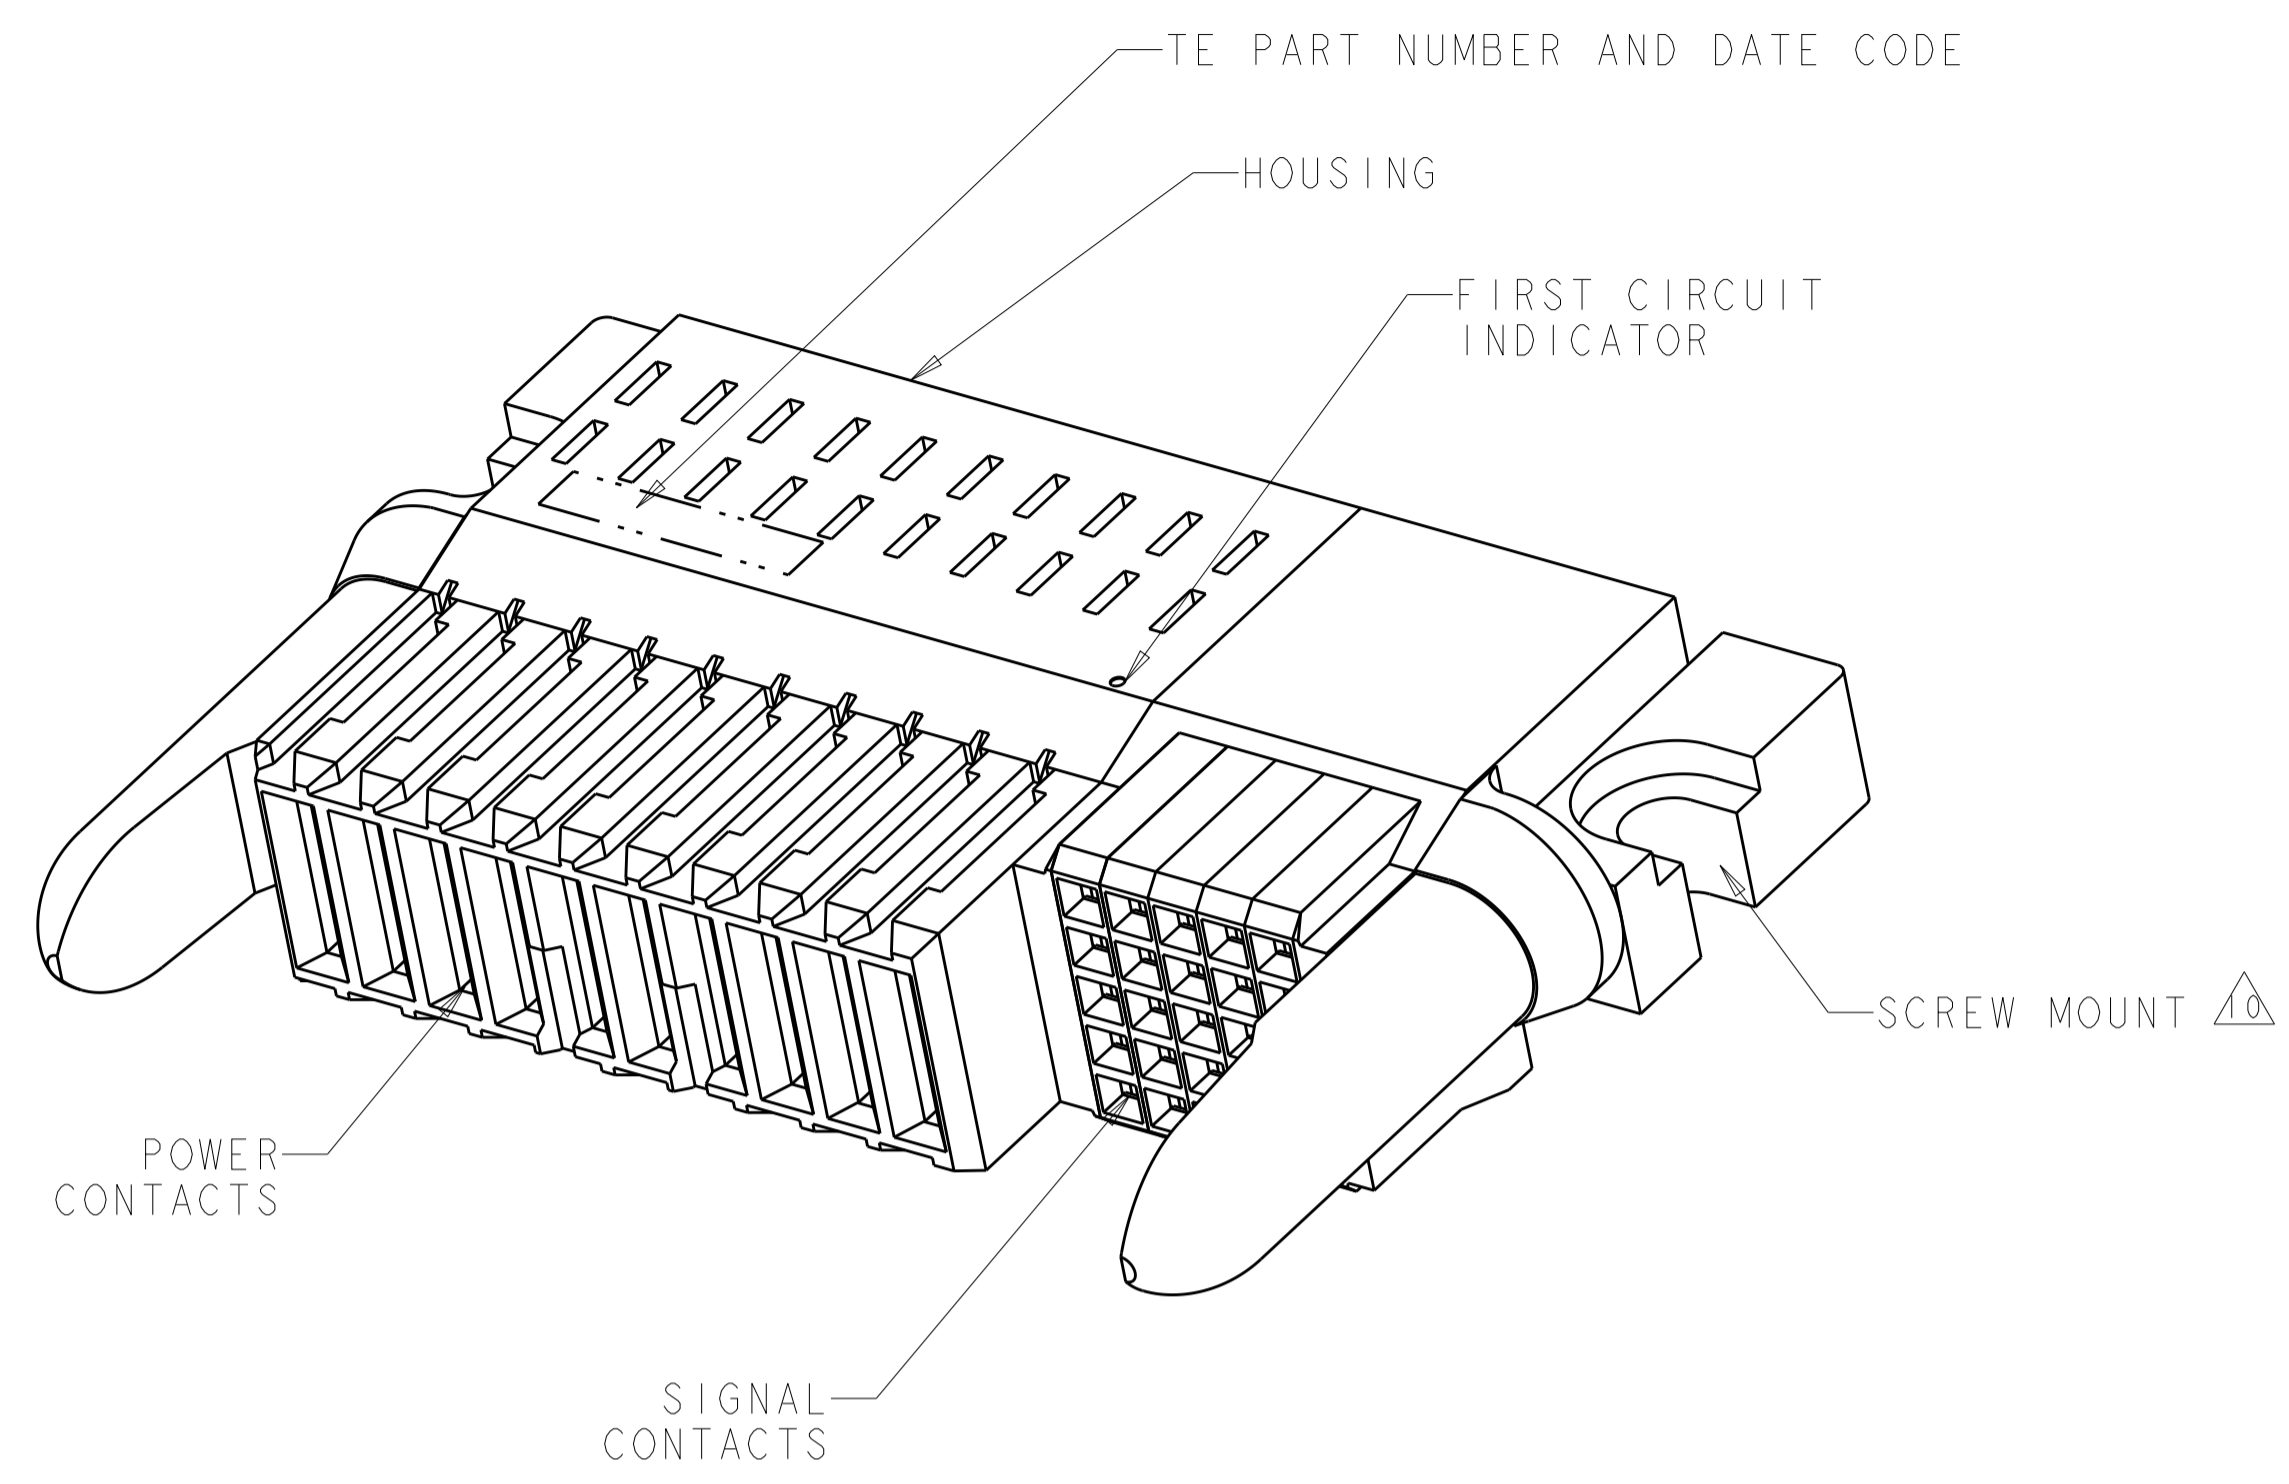 TE PART NUMBER AND DATE CODE
HOUSING
FIRST CIRCUIT
INDICATOR
SCREW MOUNT 10
POWER
CONTACTS
SIGNAL
CONTACTS